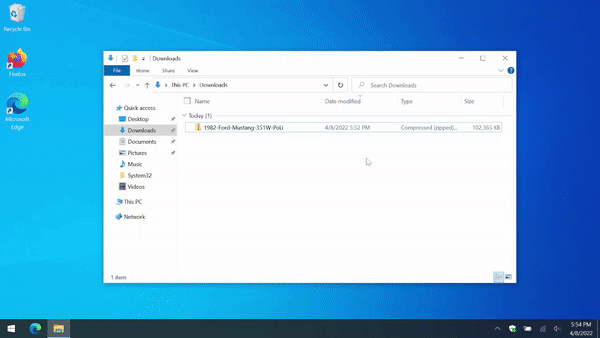 Recycle Bin
Firefox
Microsoft
Edge
Downloads
File Home Share View
This PC > Downloads
Search Downloads
Name Date modified Type Size
Quick access
Desktop
Downloads
Documents
Pictures
Music
System32
Videos
This PC
Network
Today (1)
1982-Ford-Mustang-351W-PoLi 4/8/2022 5:52 PM Compressed (zipped)... 102,363 KB
1 item
5:54 PM
4/8/2022